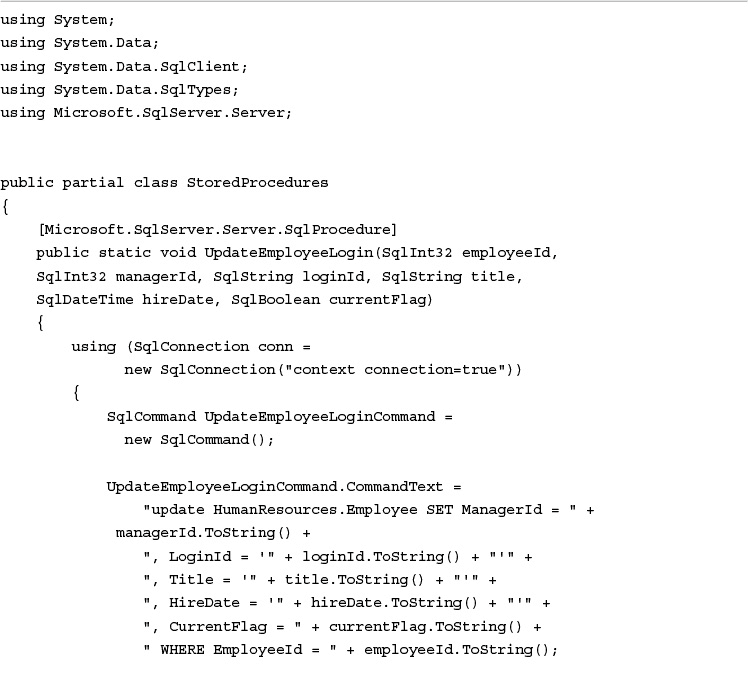 using System;
using System.Data;
using System.Data.SqlClient;
using System.Data.SqlTypes;
using Microsoft.SqlServer.Server;
public partial class StoredProcedures
{
[Microsoft.SqlServer.Server.SqlProcedure]
public static void UpdateEmployeeLogin(SqlInt32 employeeId,
SqlInt32 managerId, SqlString loginId, SqlString title,
SqlDateTime hireDate, SqlBoolean currentFlag)
{
using (SqlConnection conn =
new SqlConnection("context connection=true"))
{
SqlCommand UpdateEmployeeLoginCommand =
new SqlCommand();
UpdateEmployeeLoginCommand.CommandText =
"update HumanResources.Employee SET ManagerId = " +
managerId.ToString() +
", LoginId = '" + loginId.ToString() + "'" +
", Title = '" + title.ToString() + "'" +
", HireDate = '" + hireDate.ToString() + "'" +
", CurrentFlag = " + currentFlag.ToString() +
" WHERE EmployeeId = " + employeeId.ToString();